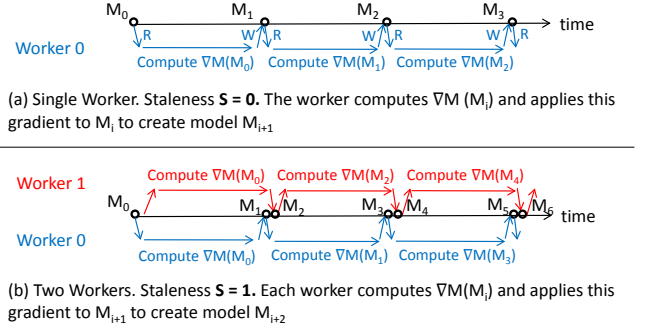 M₀ M₁ M₂ M₃ time
R W R W R W R
Worker 0
Compute ∇M(M₀) Compute ∇M(M₁) Compute ∇M(M₂)
(a) Single Worker. Staleness S = 0. The worker computes ∇M (Mᵢ) and applies this
gradient to Mᵢ to create model Mᵢ₊₁
Worker 1
Compute ∇M(M₀) Compute ∇M(M₂) Compute ∇M(M₄)
M₀ M₁ M₂ M₃ M₄ M₅ M₆ time
Worker 0
Compute ∇M(M₀) Compute ∇M(M₁) Compute ∇M(M₃)
(b) Two Workers. Staleness S = 1. Each worker computes ∇M(Mᵢ) and applies this
gradient to Mᵢ₊₁ to create model Mᵢ₊₂